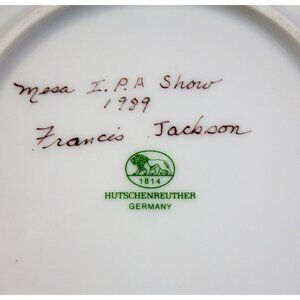 Mesa I.P.A Show
1989
Francis Jackson
1814
HUTSCHENREUTHER
GERMANY